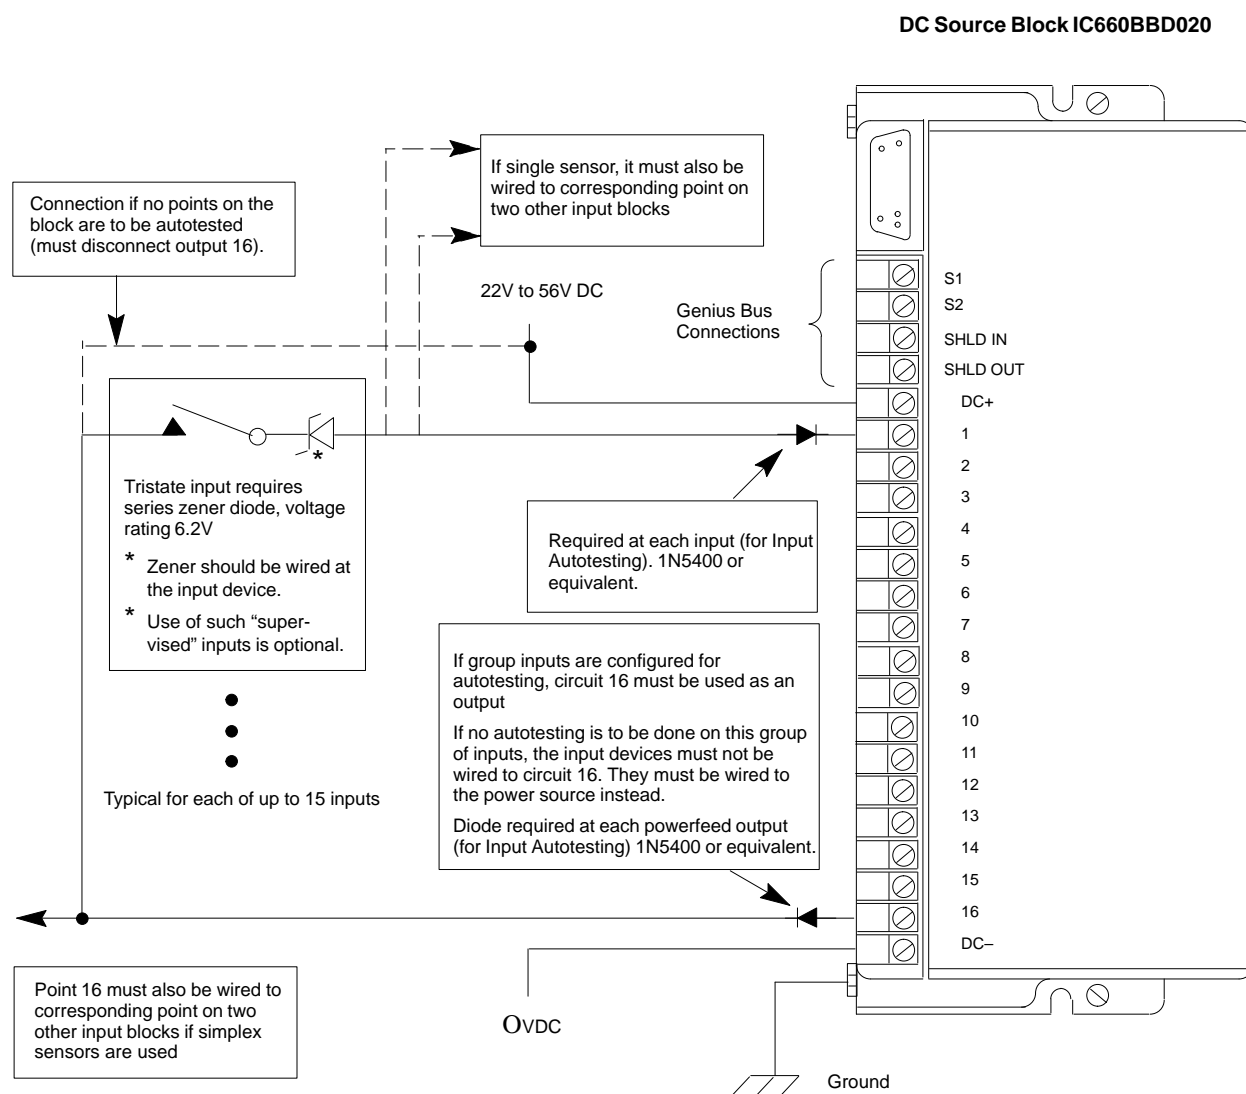 DC Source Block IC660BBD020
If single sensor, it must also be
wired to corresponding point on
two other input blocks
Connection if no points on the
block are to be autotested
(must disconnect output 16).
22V to 56V DC
Genius Bus
Connections
S1
S2
SHLD IN
SHLD OUT
DC+
1
2
3
4
5
6
7
8
9
10
11
12
13
14
15
16
DC–
*
Tristate input requires
series zener diode, voltage
rating 6.2V
* Zener should be wired at
the input device.
* Use of such “super-
vised” inputs is optional.
Typical for each of up to 15 inputs
Required at each input (for Input
Autotesting). 1N5400 or
equivalent.
If group inputs are configured for
autotesting, circuit 16 must be used as an
output
If no autotesting is to be done on this group
of inputs, the input devices must not be
wired to circuit 16. They must be wired to
the power source instead.
Diode required at each powerfeed output
(for Input Autotesting) 1N5400 or equivalent.
Point 16 must also be wired to
corresponding point on two
other input blocks if simplex
sensors are used
OVDC
Ground